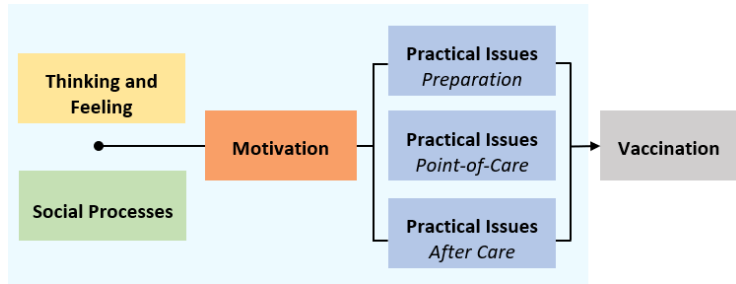 Thinking and
Feeling
Social Processes
Motivation
Practical Issues
Preparation
Practical Issues
Point-of-Care
Practical Issues
After Care
Vaccination